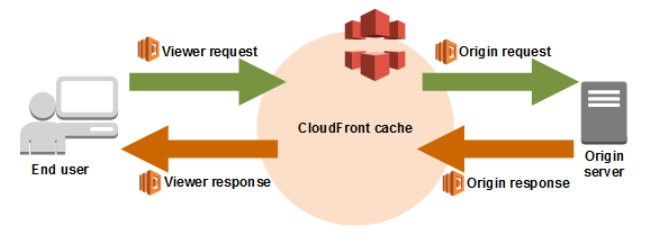 Viewer request
Origin request
CloudFront cache
End user
Origin
server
Viewer response
Origin response